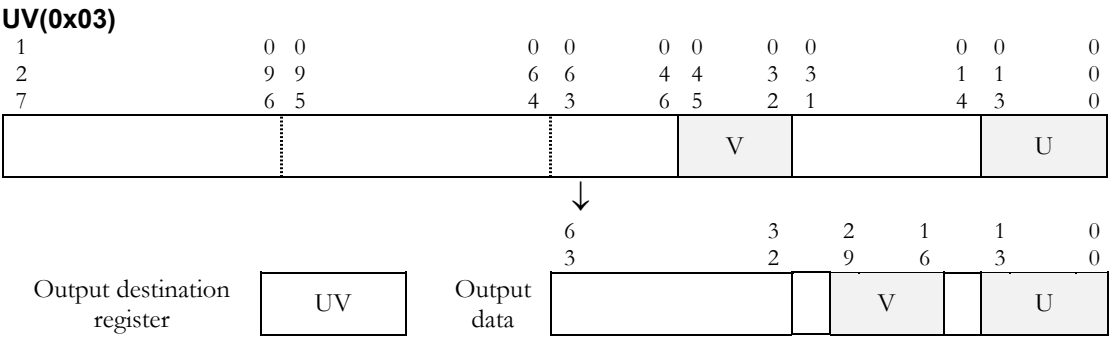 UV(0x03)
1 0 0 0 0 0 0 0 0 0 0 0
2 9 9 6 6 4 4 3 3 1 1 0
7 6 5 4 3 6 5 2 1 4 3 0
V U
↓
6 3 2 1 1 0
3 2 9 6 3 0
Output destination
register
UV
Output
data
V U